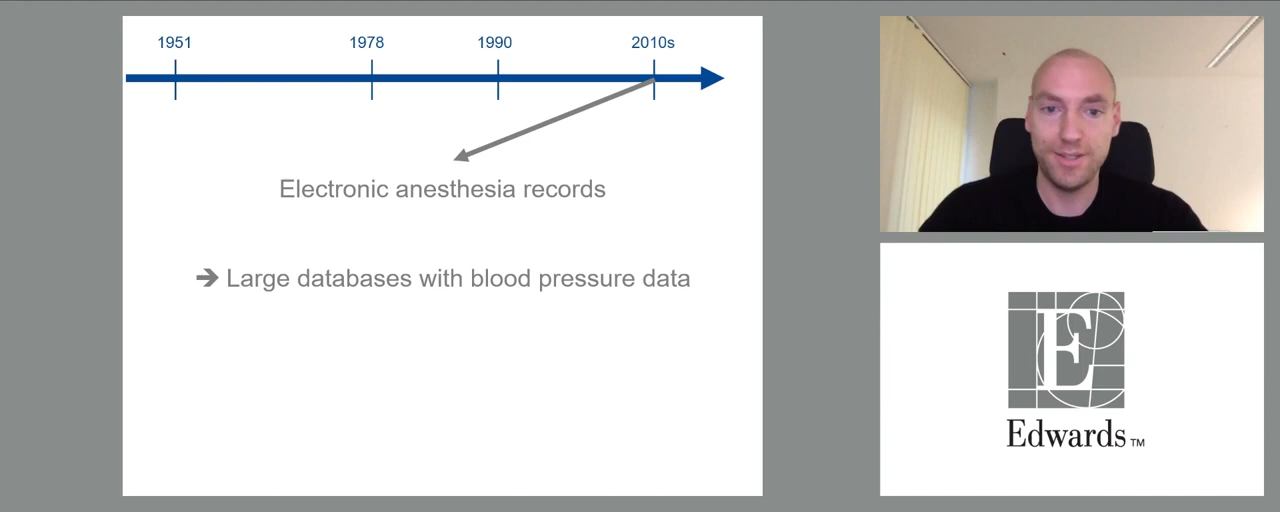 1951 1978 1990 2010s
Electronic anesthesia records
➔ Large databases with blood pressure data
E
Edwards™